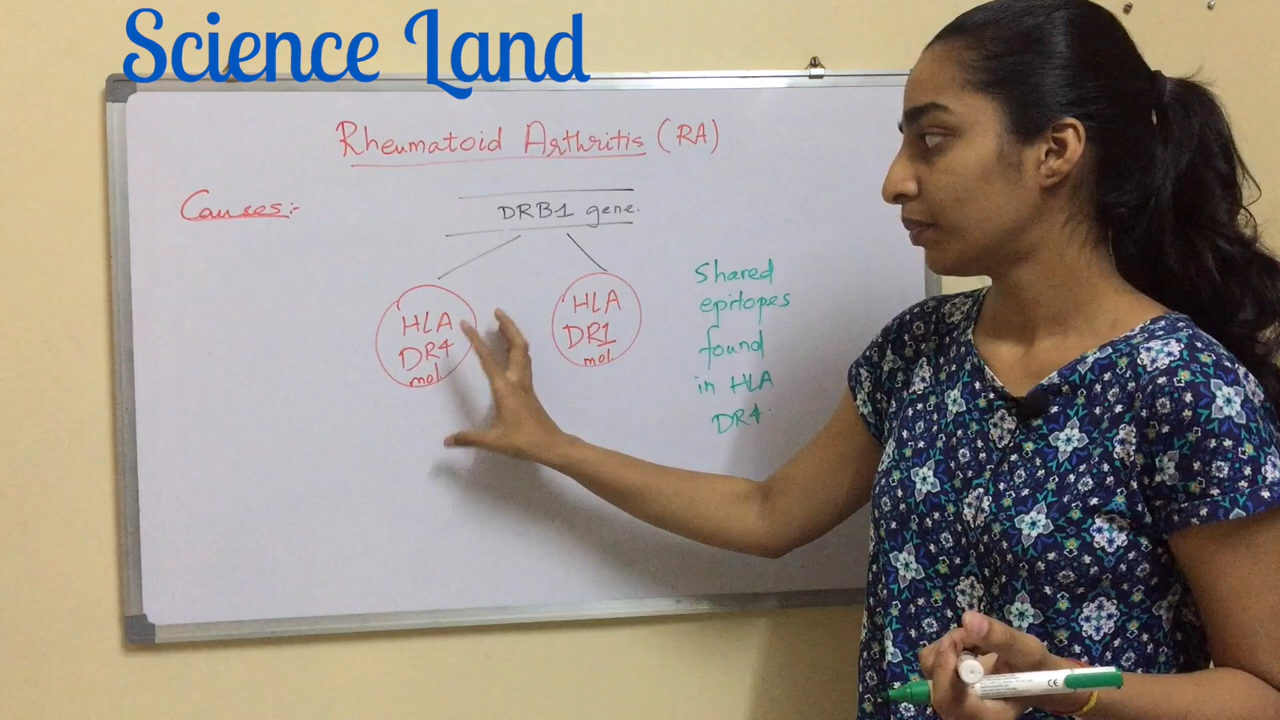 Science Land
Rheumatoid Arthritis (RA)
Causes:-
DRB1 gene.
HLA
DR4
mol.
HLA
DR1
mol.
Shared
epitopes
found
in HLA
DR4.
CE